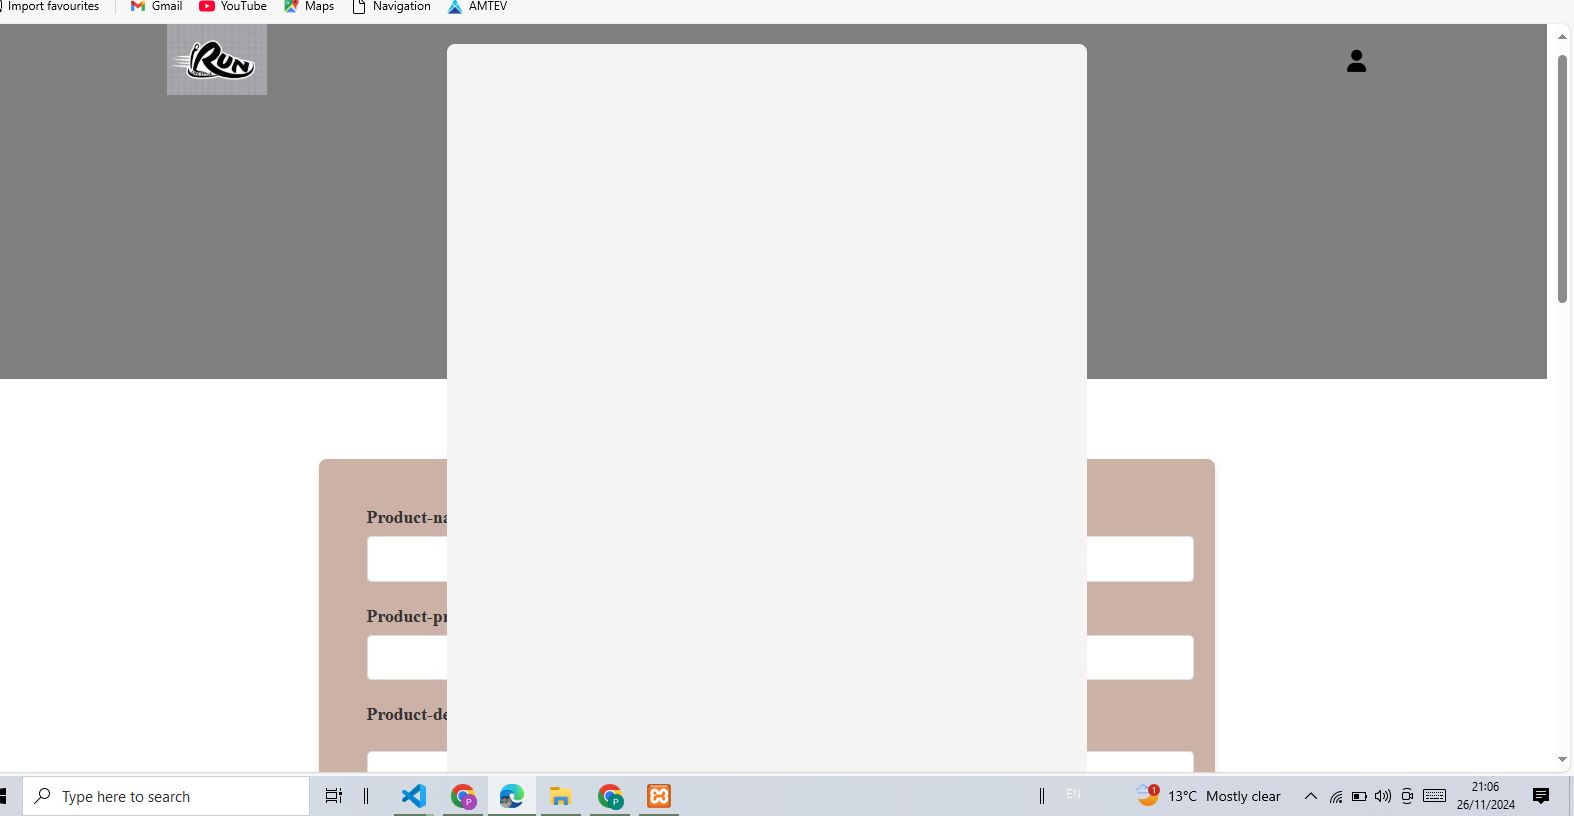 Import favourites Gmail YouTube Maps Navigation AMTEV
RUN
Product-na
Product-pr
Product-de
Type here to search
P
P
EN
1
13°C Mostly clear
21:06
26/11/2024